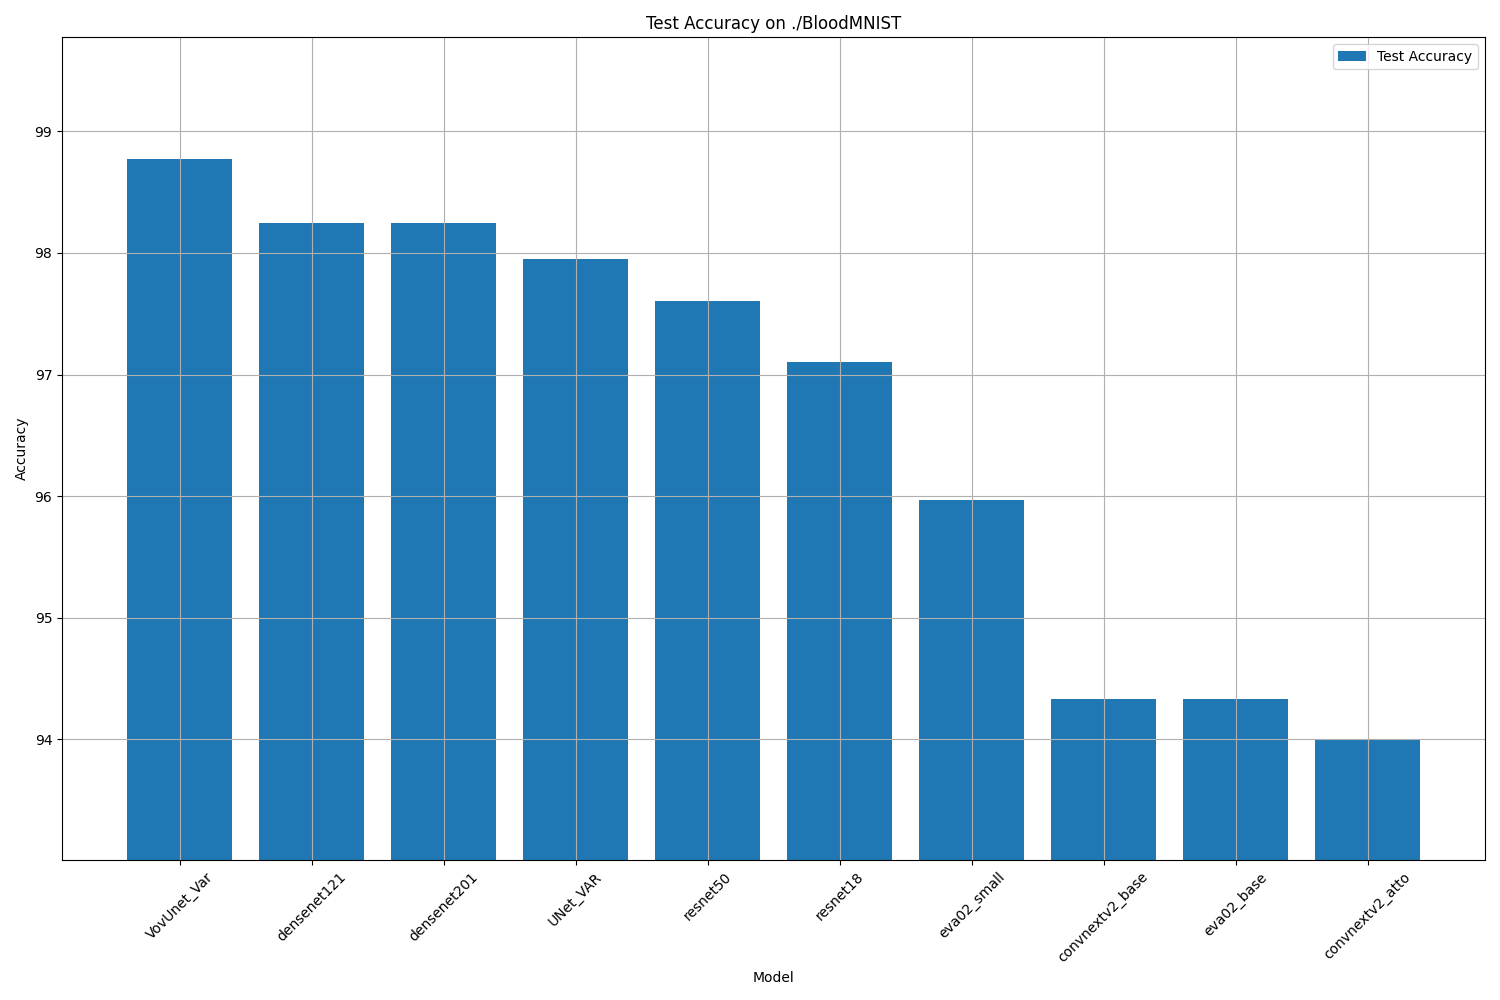 Test Accuracy on ./BloodMNIST
Test Accuracy
99
98
97
96
95
94
Accuracy
VovUnet_Var
densenet121
densenet201
UNet_VAR
resnet50
resnet18
eva02_small
convnextv2_base
eva02_base
convnextv2_atto
Model